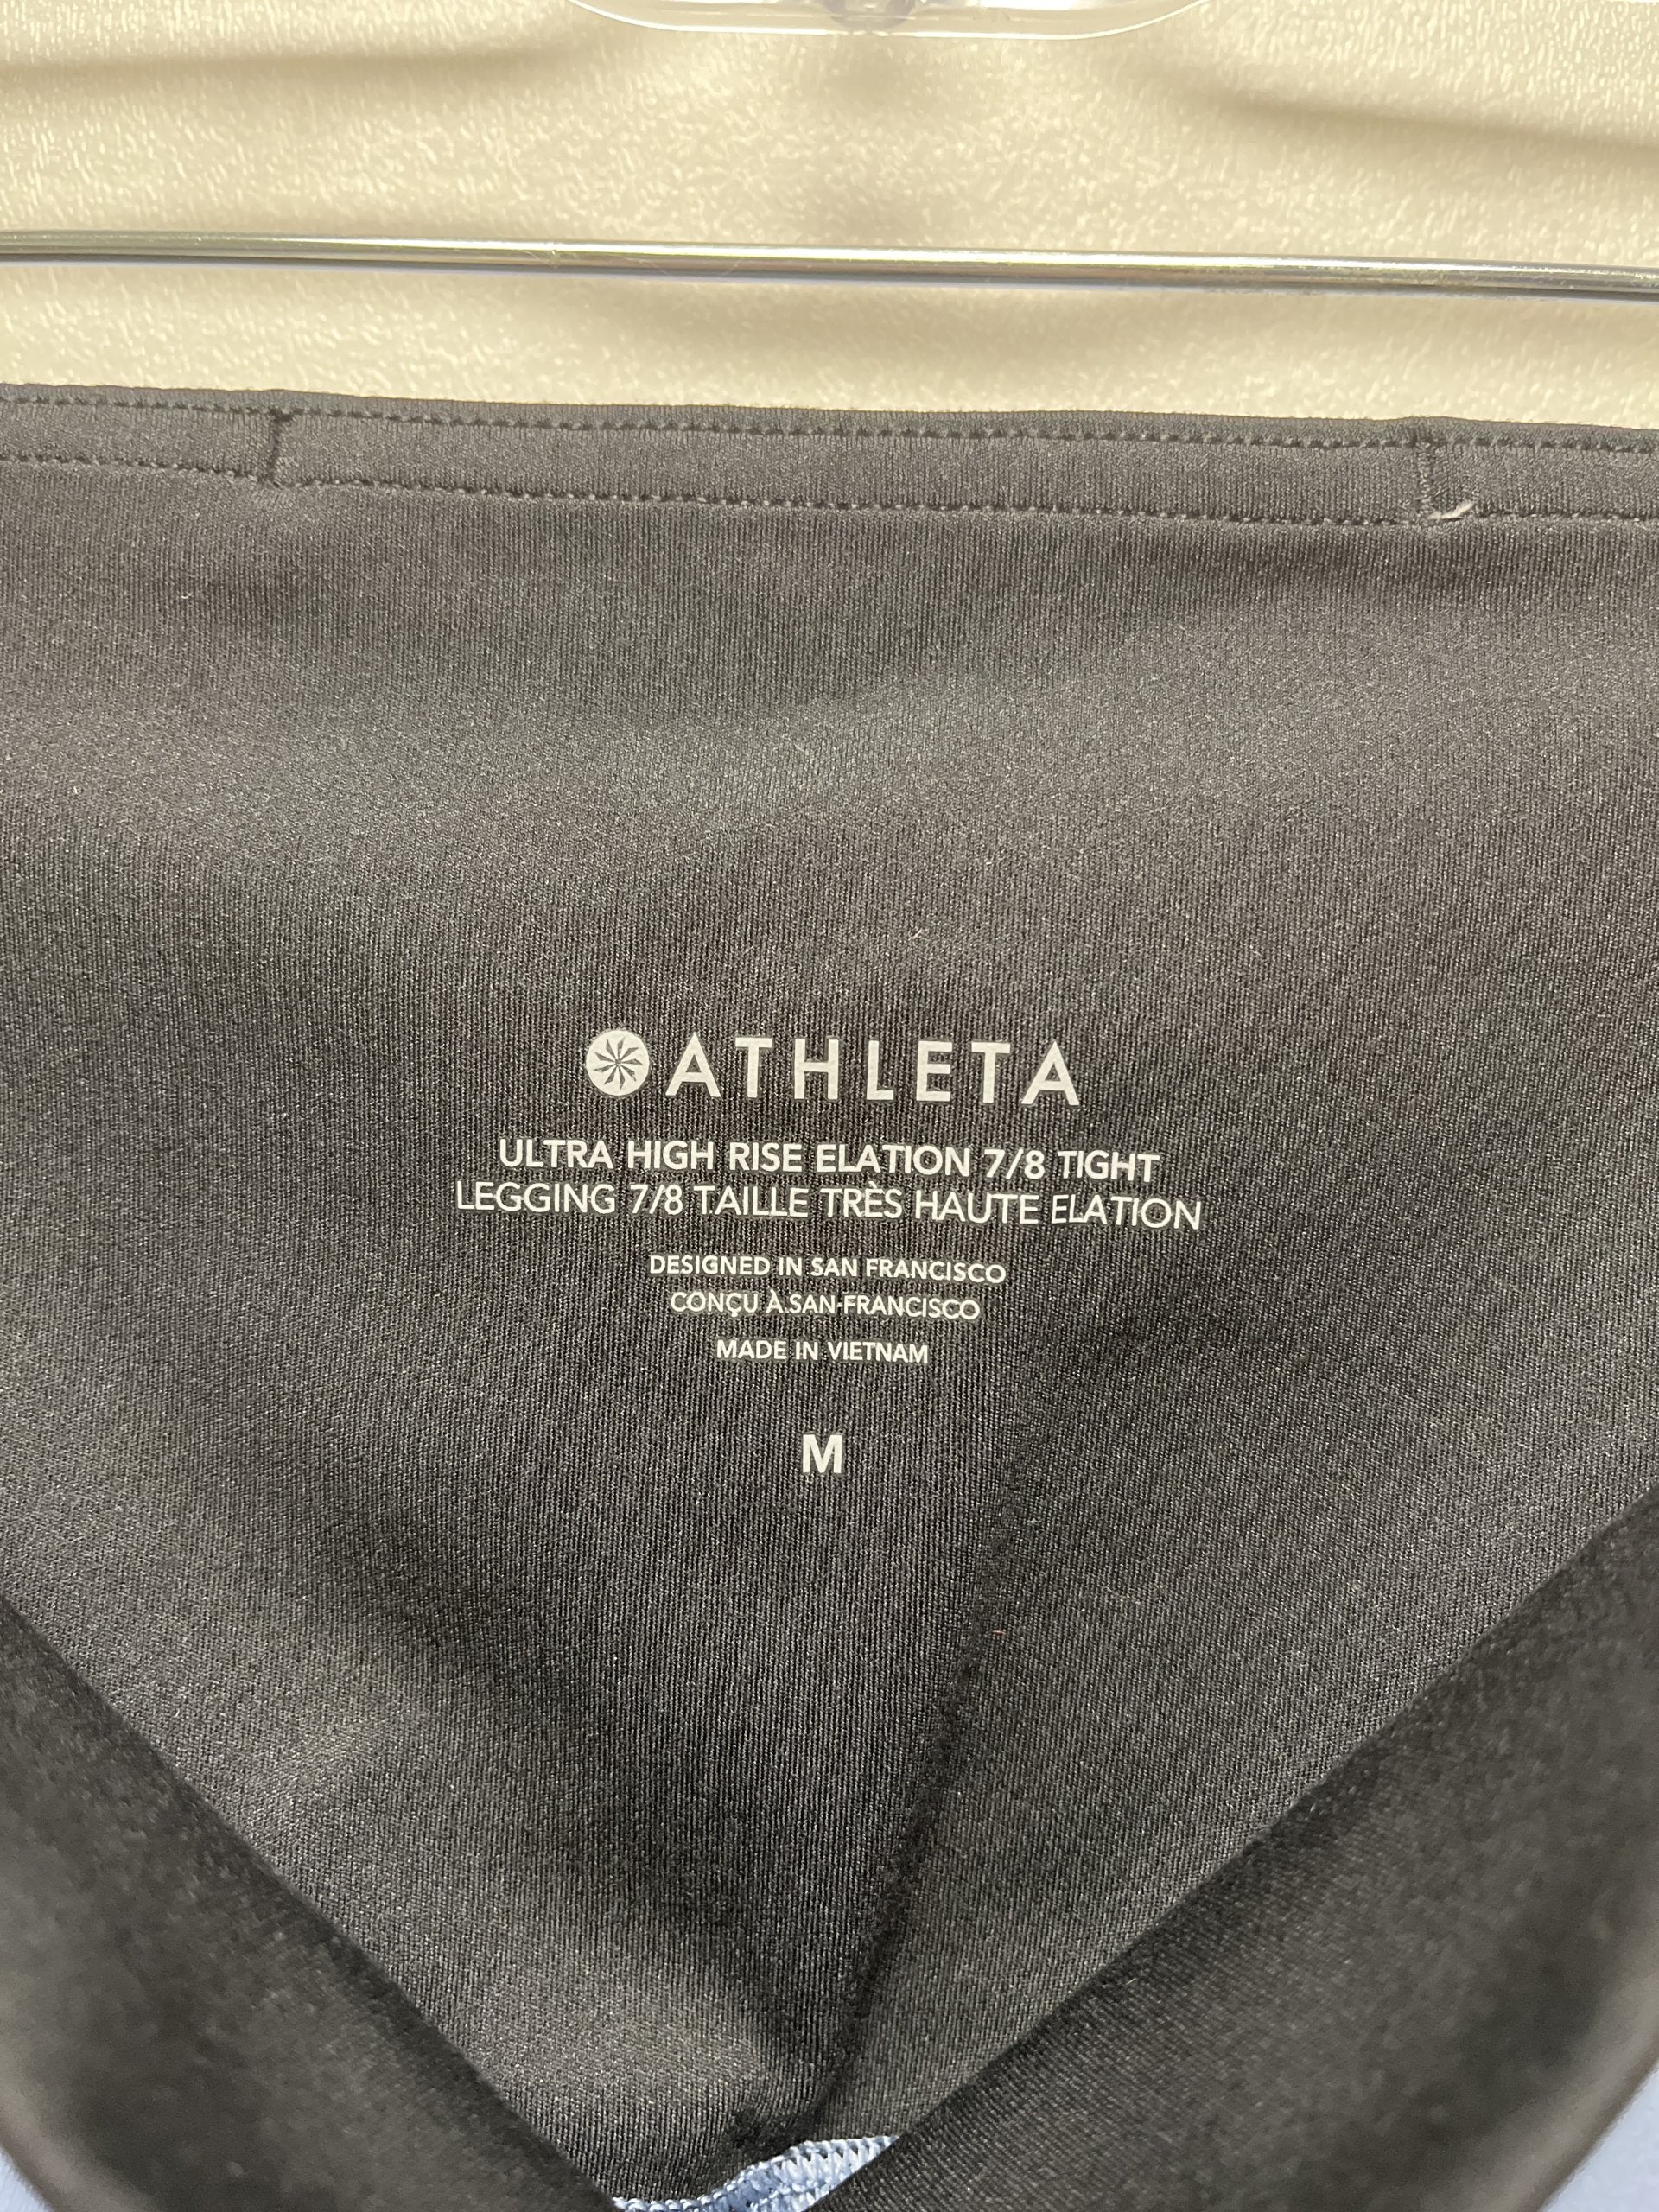 ATHLETA
ULTRA HIGH RISE ELATION 7/8 TIGHT
LEGGING 7/8 TAILLE TRÈS HAUTE ELATION
DESIGNED IN SAN FRANCISCO
CONÇU À SAN FRANCISCO
MADE IN VIETNAM
M